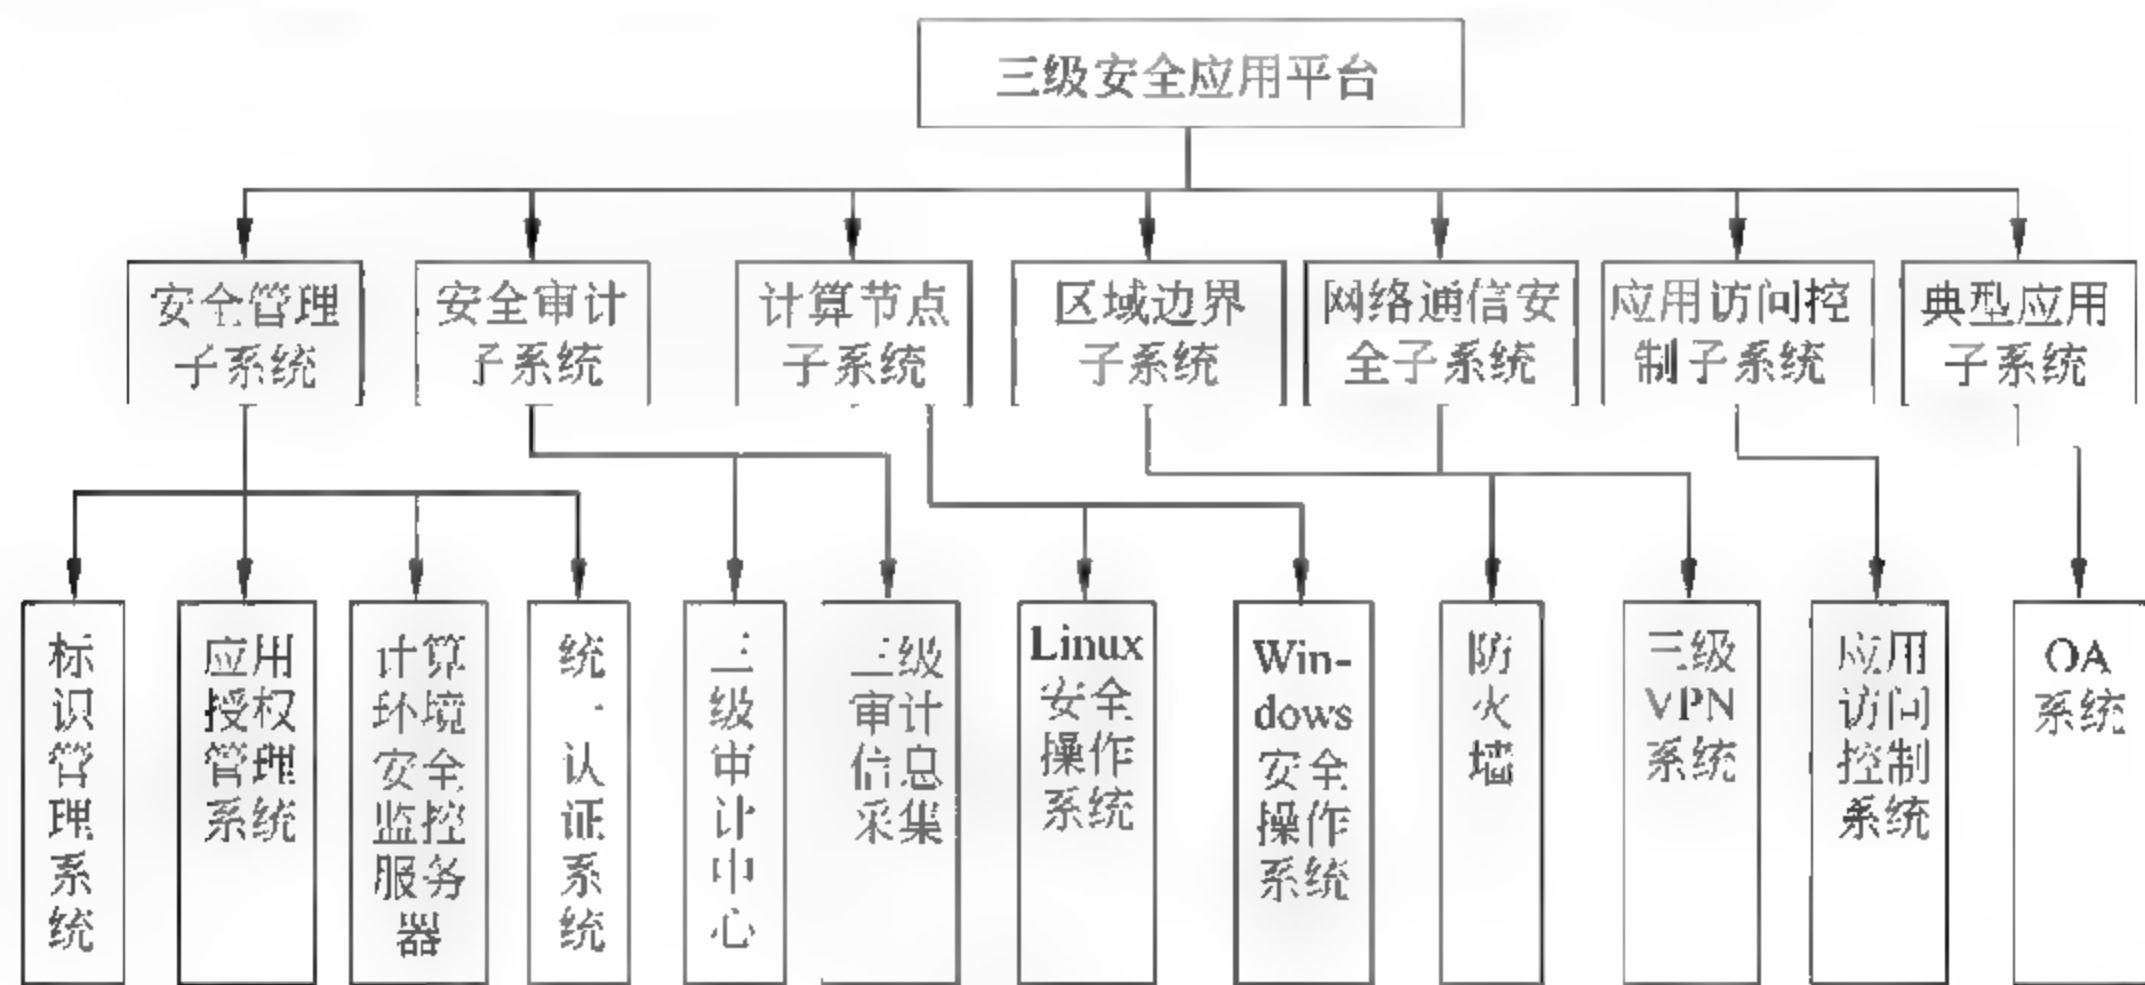 三级安全应用平台
安全管理
子系统
安全审计
子系统
计算节点
子系统
区域边界
子系统
网络通信安
全子系统
应用访问控
制子系统
典型应用
子系统
标
识
管
理
系
统
应用
授权
管理
系统
计算
环境
安全
监控
服务
器
统
一
认
证
系
统
三
级
审
计
中
心
三级
审计
信息
采集
Linux
安全
操作
系统
Win-
dows
安全
操作
系统
防
火
墙
三级
VPN
系统
应用
访问
控制
系统
OA
系统